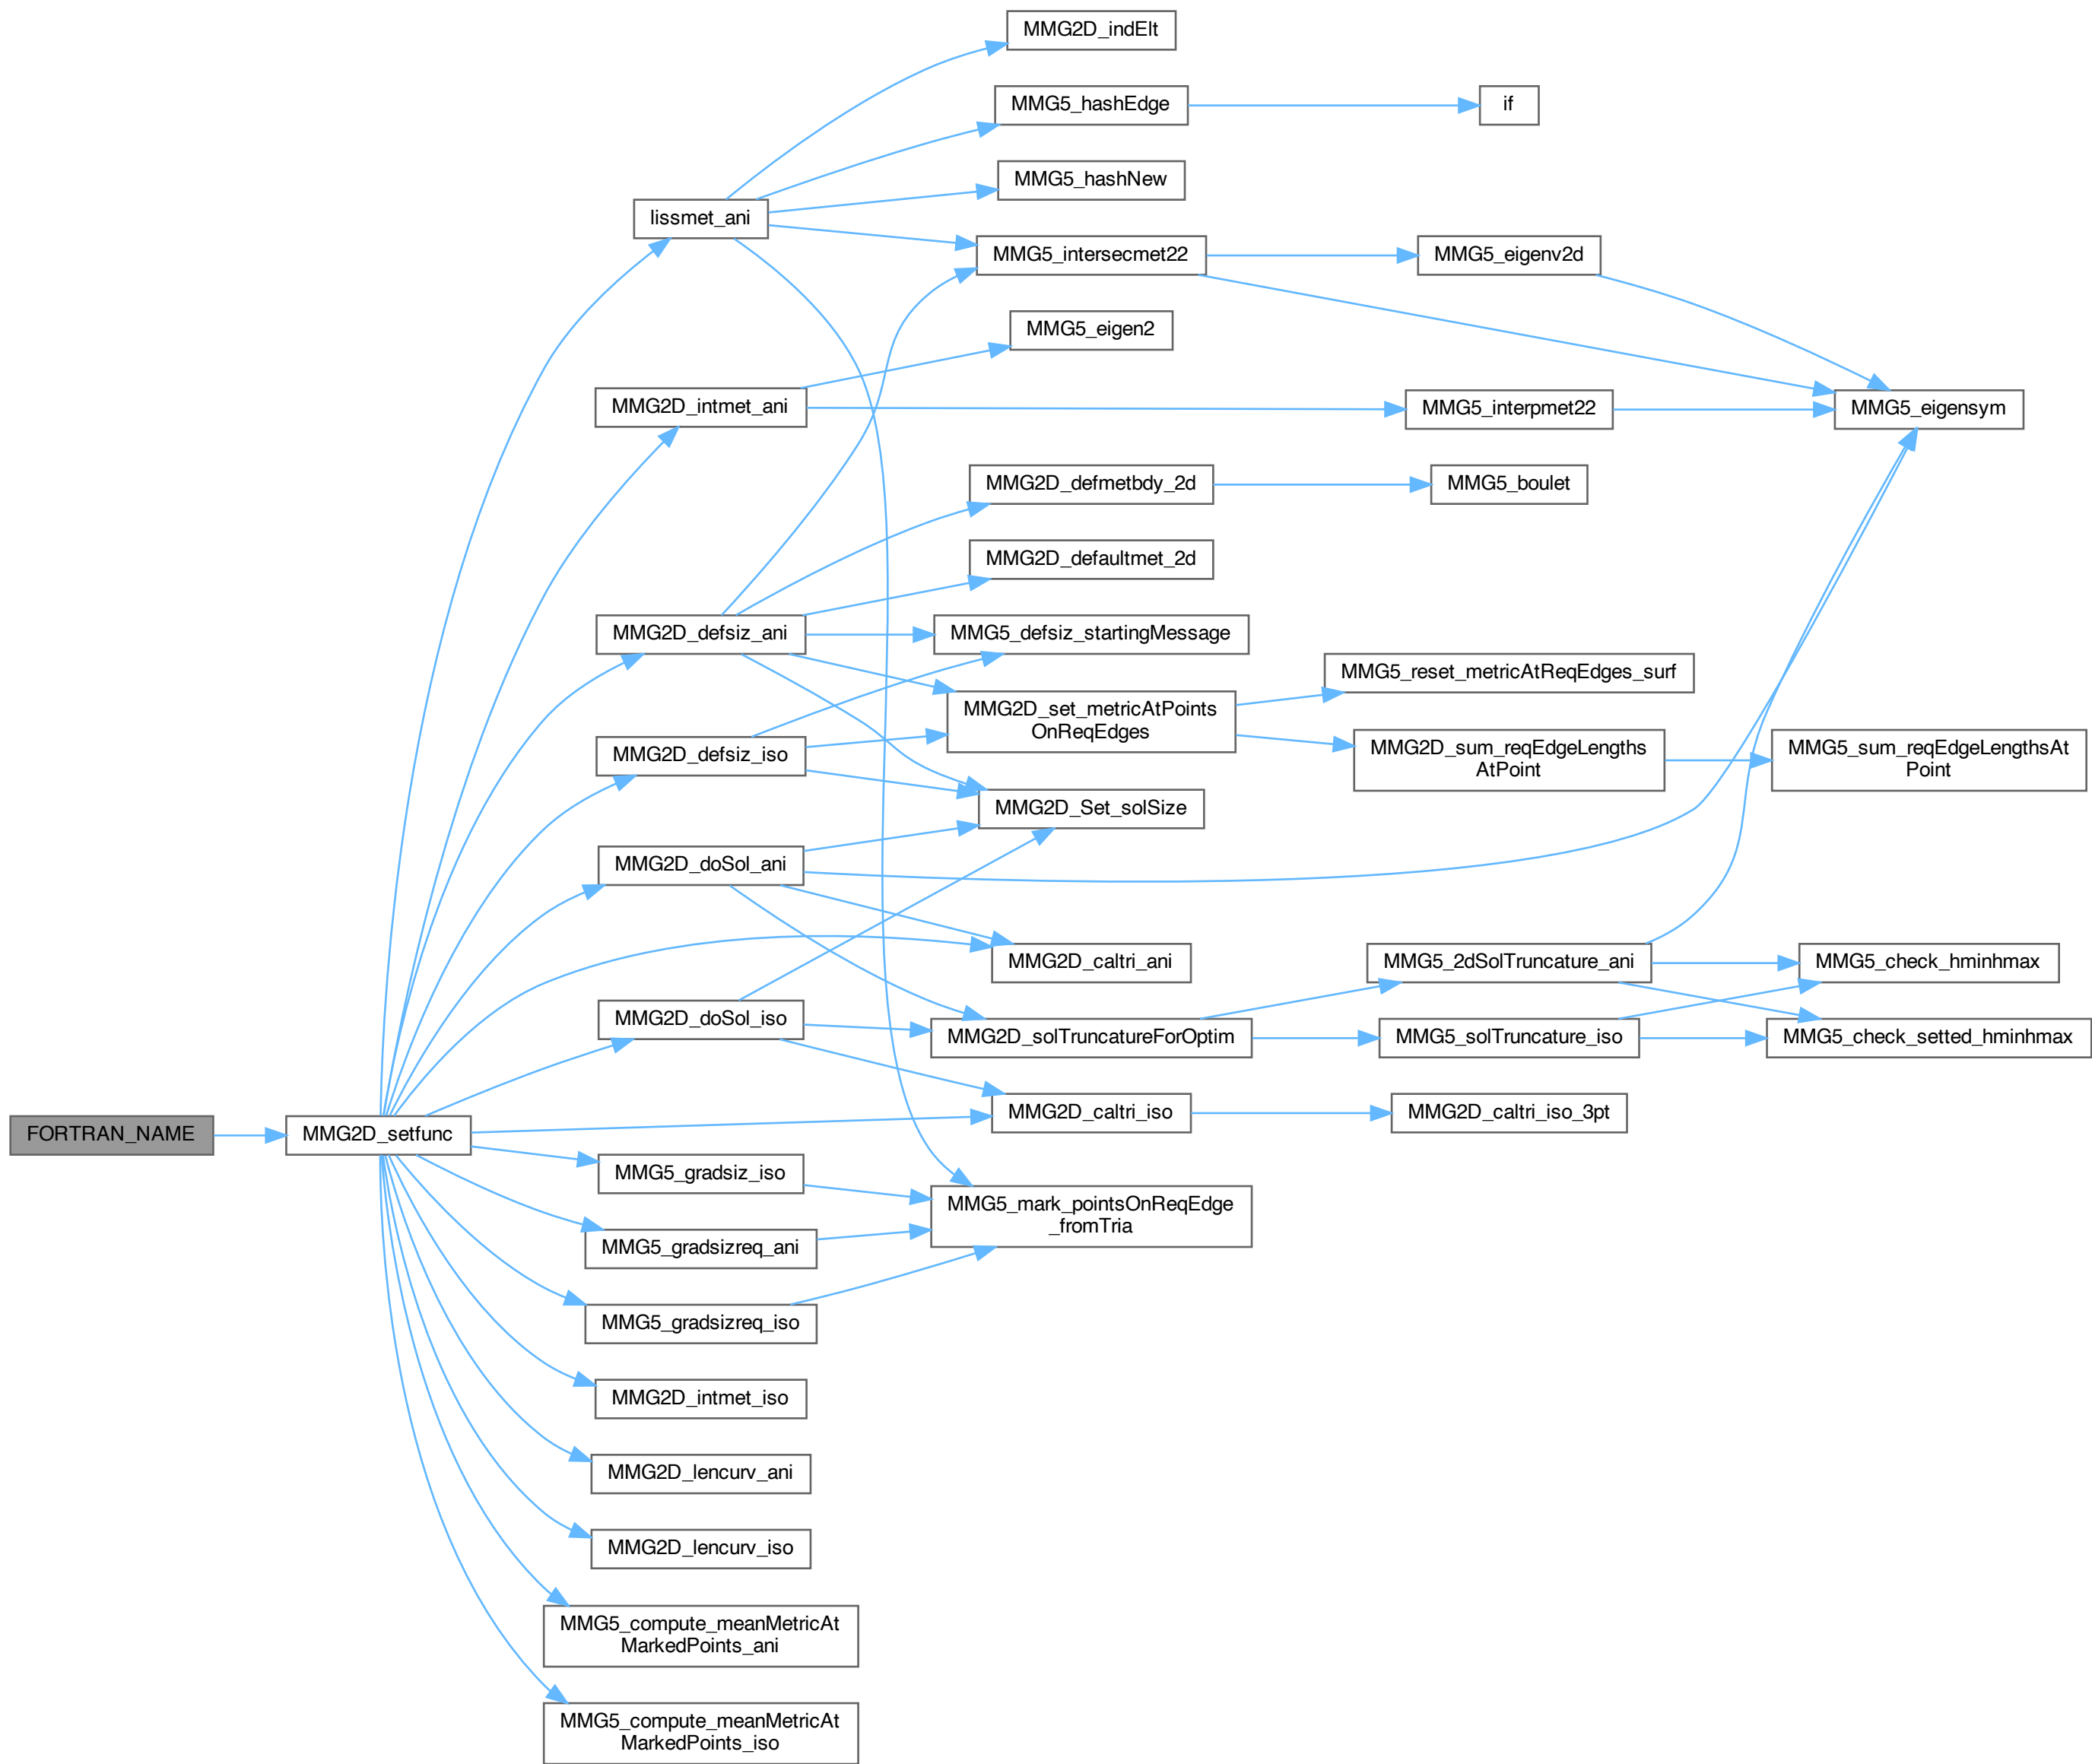 MMG2D_indElt
MMG5_hashEdge
if
MMG5_hashNew
lissmet_ani
MMG5_intersecmet22
MMG5_eigenv2d
MMG5_eigen2
MMG2D_intmet_ani
MMG5_interpmet22
MMG5_eigensym
MMG2D_defmetbdy_2d
MMG5_boulet
MMG2D_defaultmet_2d
MMG2D_defsiz_ani
MMG5_defsiz_startingMessage
MMG5_reset_metricAtReqEdges_surf
MMG2D_set_metricAtPoints
OnReqEdges
MMG2D_defsiz_iso
MMG2D_sum_reqEdgeLengths
AtPoint
MMG5_sum_reqEdgeLengthsAt
Point
MMG2D_Set_solSize
MMG2D_doSol_ani
MMG2D_caltri_ani
MMG5_2dSolTruncature_ani
MMG5_check_hminhmax
MMG2D_doSol_iso
MMG2D_solTruncatureForOptim
MMG5_solTruncature_iso
MMG5_check_setted_hminhmax
MMG2D_caltri_iso
MMG2D_caltri_iso_3pt
FORTRAN_NAME
MMG2D_setfunc
MMG5_gradsiz_iso
MMG5_mark_pointsOnReqEdge
_fromTria
MMG5_gradsizreq_ani
MMG5_gradsizreq_iso
MMG2D_intmet_iso
MMG2D_lencurv_ani
MMG2D_lencurv_iso
MMG5_compute_meanMetricAt
MarkedPoints_ani
MMG5_compute_meanMetricAt
MarkedPoints_iso